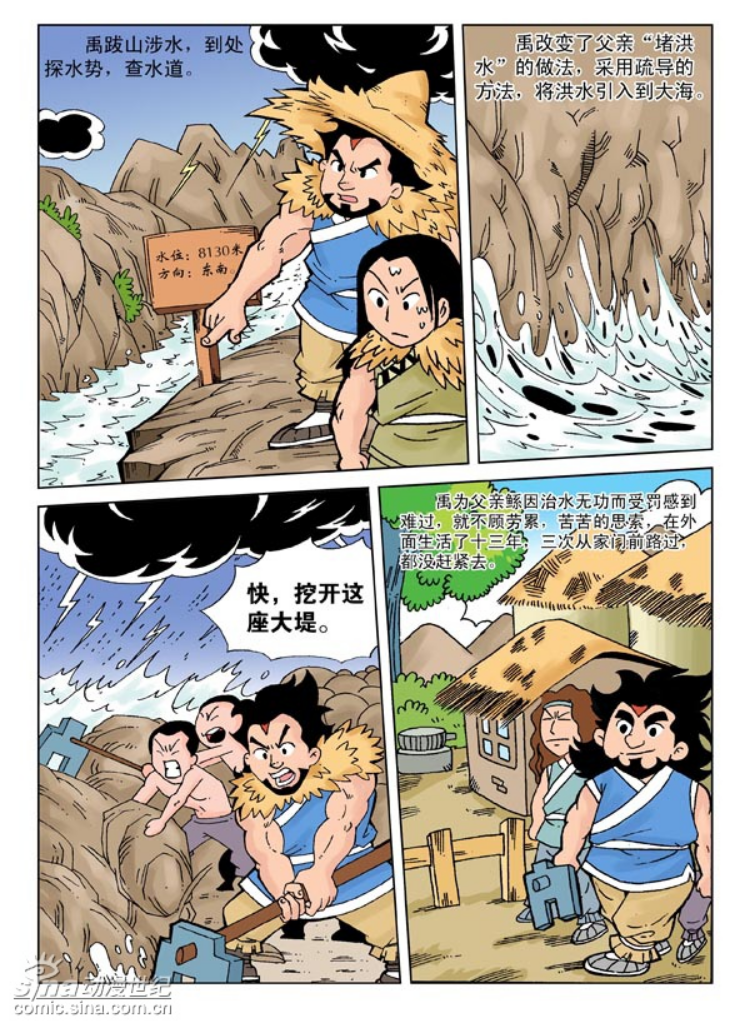 禹跋山涉水，到处
探水势，查水道。
水位：8130米
方向：东南。
禹改变了父亲“堵洪
水”的做法，采用疏导的
方法，将洪水引入到大海。
快，挖开这
座大堤。
禹为父亲鲧因治水无功而受罚感到
难过，就不顾劳累，苦苦的思索，在外
面生活了十三年，三次从家门前路过，
都没赶紧去。
sina动漫世纪
comic.sina.com.cn